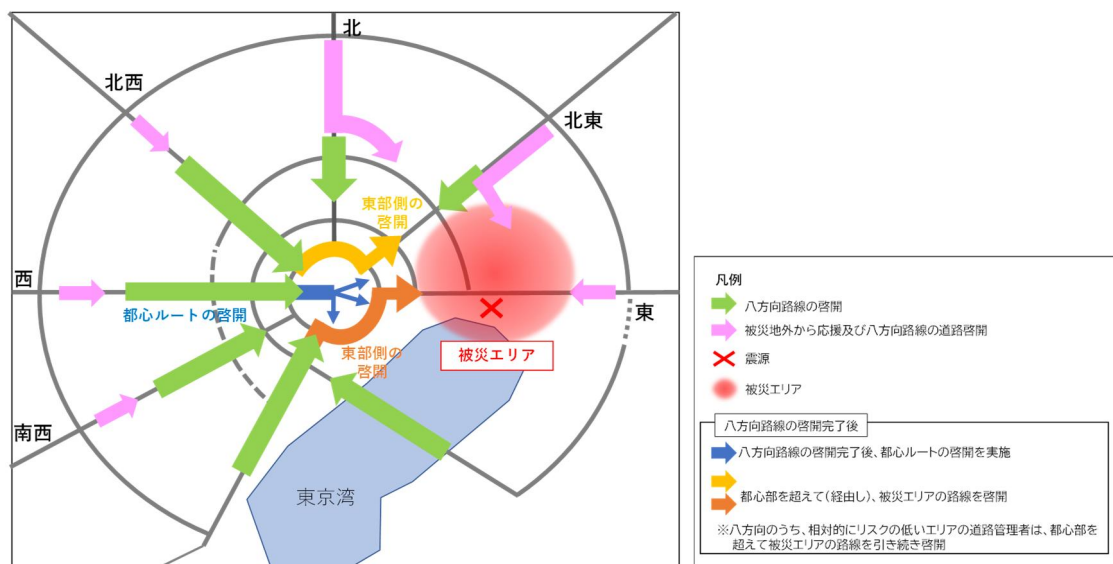 北
北西
北東
東部側の
啓開
西
都心ルートの啓開
東
東部側の
啓開
被災エリア
南西
東京湾
凡例
八方向路線の啓開
被災地外から応援及び八方向路線の道路啓開
震源
被災エリア
八方向路線の啓開完了後
八方向路線の啓開完了後、都心ルートの啓開を実施
都心部を超えて(経由し)、被災エリアの路線を啓開
※八方向のうち、相対的にリスクの低いエリアの道路管理者は、都心部を
超えて被災エリアの路線を引き続き啓開